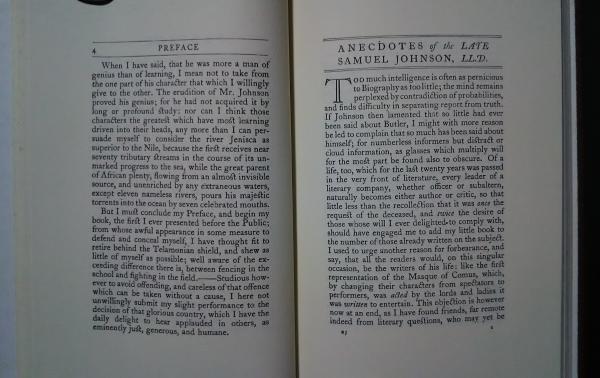 4 PREFACE
When I have said, that he was more a man of
genius than of learning, I mean not to take from
the one part of his character that which I willingly
give to the other. The erudition of Mr. Johnson
proved his genius; for he had not acquired it by
long or profound study: nor can I think those
characters the greatest which have most learning
driven into their heads, any more than I can per-
suade myself to consider the river Jenisca as
superior to the Nile, because the first receives near
seventy tributary streams in the course of its un-
marked progress to the sea, while the great parent
of African plenty, flowing from an almost invisible
source, and unenriched by any extraneous waters,
except eleven nameless rivers, pours his majestic
torrents into the ocean by seven celebrated mouths.
But I must conclude my Preface, and begin my
book, the first I ever presented before the Public;
from whose awful appearance in some measure to
defend and conceal myself, I have thought fit to
retire behind the Telamonian shield, and shew as
little of myself as possible; well aware of the ex-
ceeding difference there is, between fencing in the
school and fighting in the field.——Studious how-
ever to avoid offending, and careless of that offence
which can be taken without a cause, I here not
unwillingly submit my slight performance to the
decision of that glorious country, which I have the
daily delight to hear applauded in others, as
eminently just, generous, and humane.
ANECDOTES of the LATE
SAMUEL JOHNSON, LL.D.
TOO much intelligence is often as pernicious
to Biography as too little; the mind remains
perplexed by contradiction of probabilities,
and finds difficulty in separating report from truth.
If Johnson then lamented that so little had ever
been said about Butler, I might with more reason
be led to complain that so much has been said about
himself; for numberless informers but distract or
cloud information, as glasses which multiply will
for the most part be found also to obscure. Of a
life, too, which for the last twenty years was passed
in the very front of literature, every leader of a
literary company, whether officer or subaltern,
naturally becomes either author or critic, so that
little less than the recollection that it was once the
request of the deceased, and twice the desire of
those whose will I ever delighted to comply with,
should have engaged me to add my little book to
the number of those already written on the subject.
I used to urge another reason for forbearance, and
say, that all the readers would, on this singular
occasion, be the writers of his life: like the first
representation of the Masque of Comus, which,
by changing their characters from spectators to
performers, was acted by the lords and ladies it
was written to entertain. This objection is however
now at an end, as I have found friends, far remote
indeed from literary questions, who may yet be